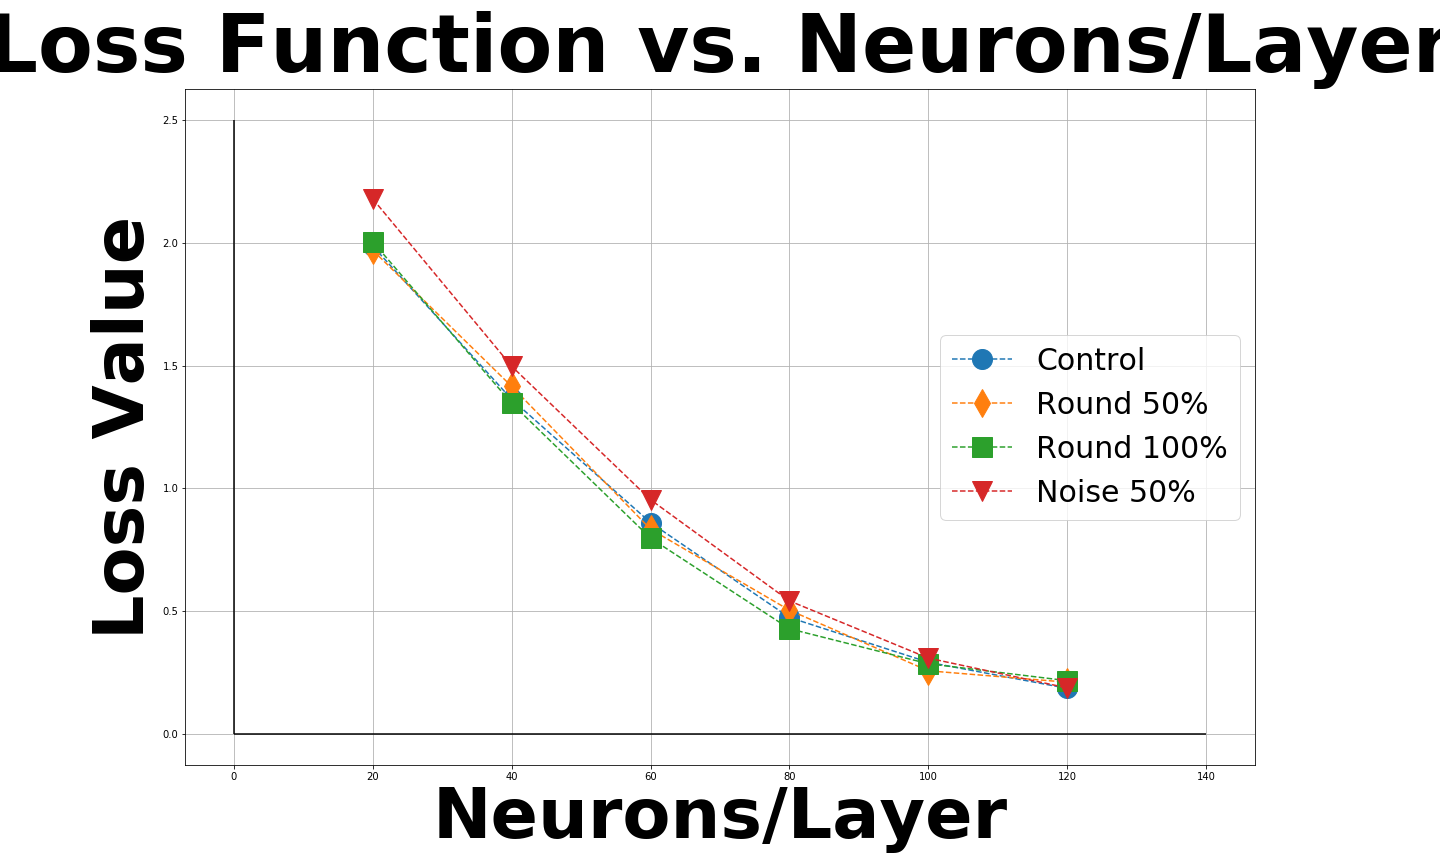 Loss Function vs. Neurons/Layer
Loss Value
2.5
2.0
1.5
1.0
0.5
0.0
Control
Round 50%
Round 100%
Noise 50%
0 20 40 60 80 100 120 140
Neurons/Layer